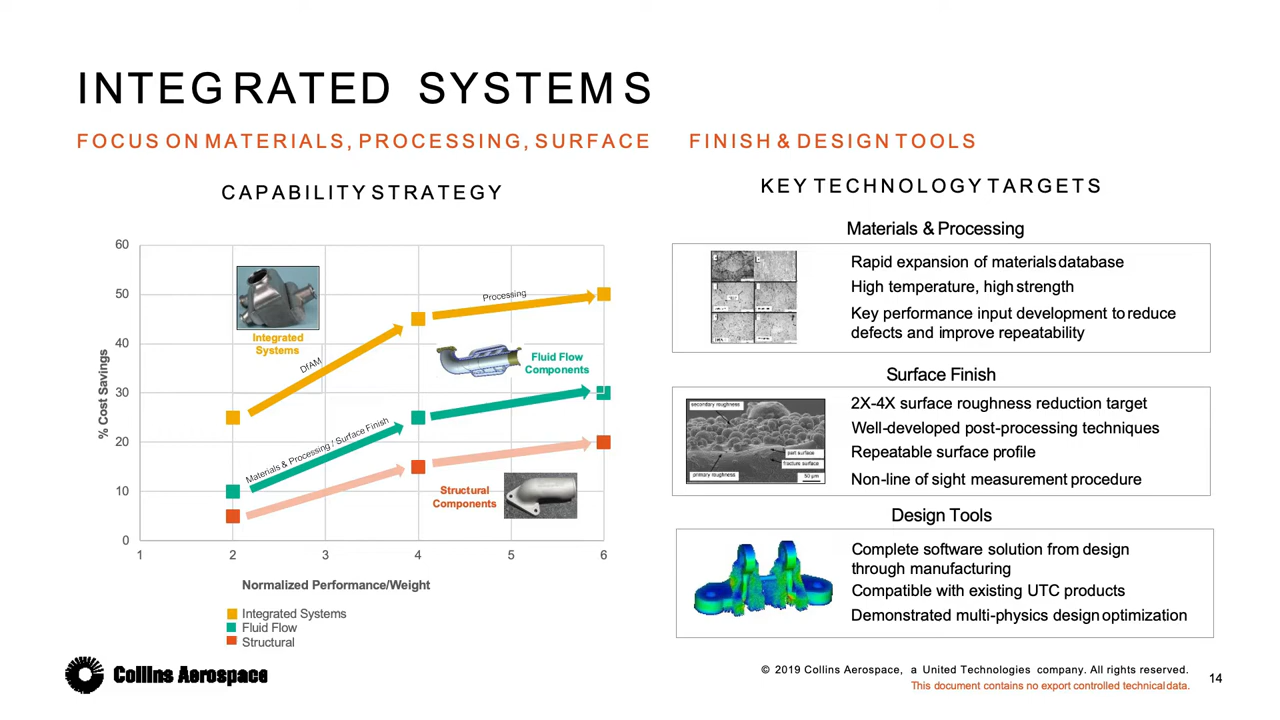 INTEGRATED SYSTEMS
FOCUS ON MATERIALS, PROCESSING, SURFACE FINISH & DESIGN TOOLS
CAPABILITY STRATEGY
60
50
40
30
20
10
0
% Cost Savings
1 2 3 4 5 6
Normalized Performance/Weight
Integrated
Systems
DfAM
Processing
Fluid Flow
Components
Materials & Processing / Surface Finish
Structural
Components
Integrated Systems
Fluid Flow
Structural
KEY TECHNOLOGY TARGETS
Materials & Processing
Rapid expansion of materials database
High temperature, high strength
Key performance input development to reduce
defects and improve repeatability
Surface Finish
secondary roughness
part surface
fracture surface
primary roughness
50 µm
2X-4X surface roughness reduction target
Well-developed post-processing techniques
Repeatable surface profile
Non-line of sight measurement procedure
Design Tools
Complete software solution from design
through manufacturing
Compatible with existing UTC products
Demonstrated multi-physics design optimization
Collins Aerospace
© 2019 Collins Aerospace, a United Technologies company. All rights reserved.
This document contains no export controlled technical data.
14